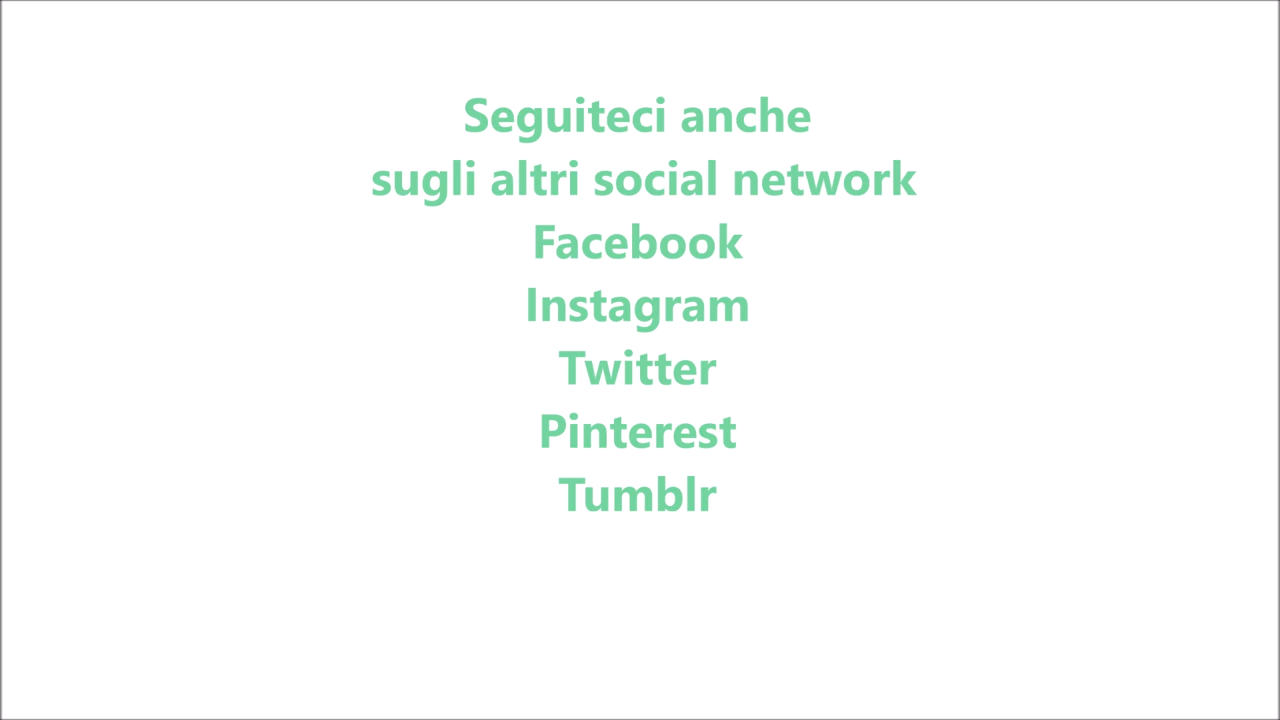 Seguiteci anche
sugli altri social network
Facebook
Instagram
Twitter
Pinterest
Tumblr